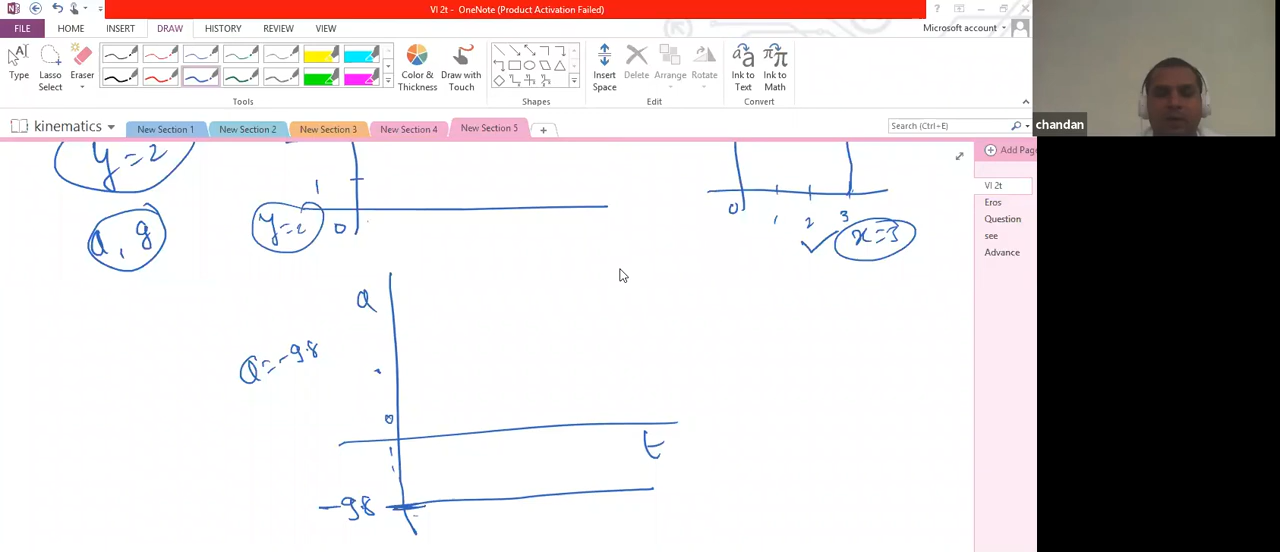 VI 2t - OneNote (Product Activation Failed)
FILE HOME INSERT DRAW HISTORY REVIEW VIEW
Microsoft account
Type
Lasso Select
Eraser
Color & Thickness
Draw with Touch
Insert Space
Delete
Arrange
Rotate
Ink to Text
Ink to Math
Tools
Shapes
Edit
Convert
kinematics
New Section 1
New Section 2
New Section 3
New Section 4
New Section 5
Search (Ctrl+E)
chandan
Add Page
VI 2t
Eros
Question
see
Advance
y=2
a, g
1
y=2
0
0
1
2
3
x=3
a
a=-9.8
0
t
-9.8